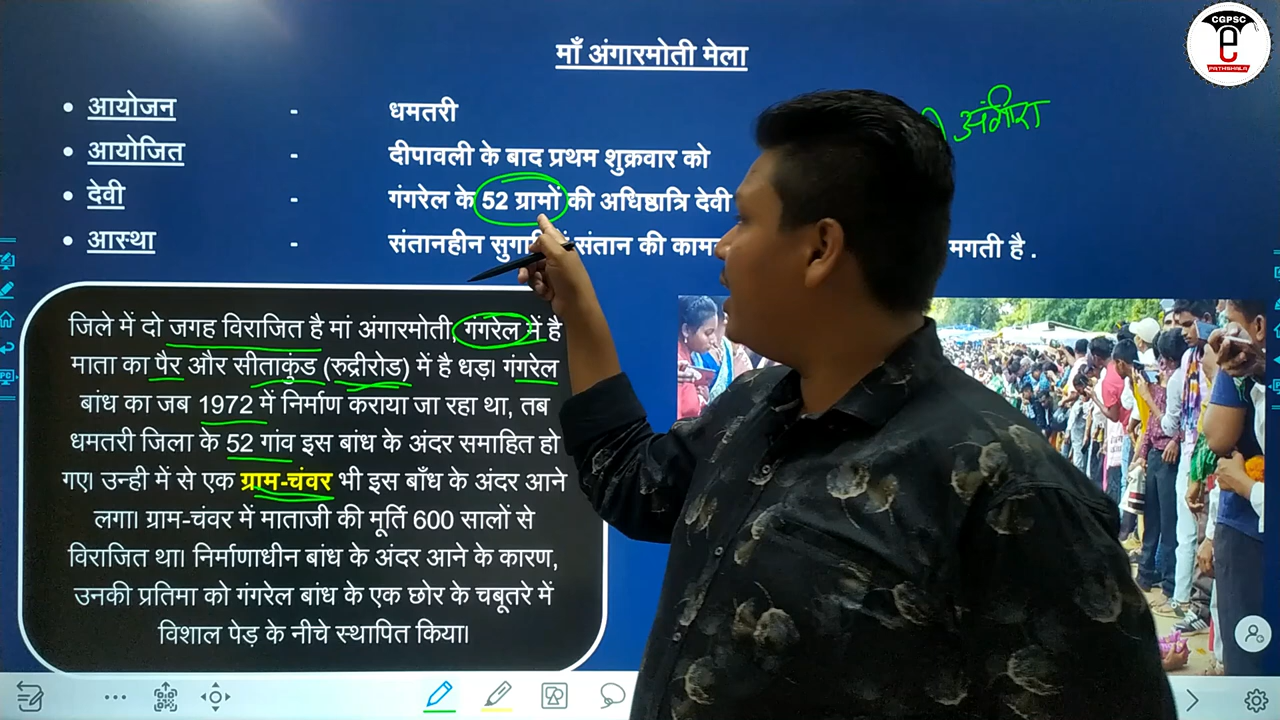 CGPSC
e
PATHSHALA
माँ अंगारमोती मेला
• आयोजन - धमतरी
अंगीरा
• आयोजित - दीपावली के बाद प्रथम शुक्रवार को
• देवी - गंगरेल के 52 ग्रामों की अधिष्ठात्रि देवी
• आस्था - संतानहीन संतान की मगती है .
जिले में दो जगह विराजित है मां अंगारमोती, गंगरेल में है
माता का पैर और सीताकुंड (रुद्रीरोड) में है धड़। गंगरेल
बांध का जब 1972 में निर्माण कराया जा रहा था, तब
धमतरी जिला के 52 गांव इस बांध के अंदर समाहित हो
गए। उन्ही में से एक ग्राम-चंवर भी इस बाँध के अंदर आने
लगा। ग्राम-चंवर में माताजी की मूर्ति 600 सालों से
विराजित था। निर्माणाधीन बांध के अंदर आने के कारण,
उनकी प्रतिमा को गंगरेल बांध के एक छोर के चबूतरे में
विशाल पेड़ के नीचे स्थापित किया।